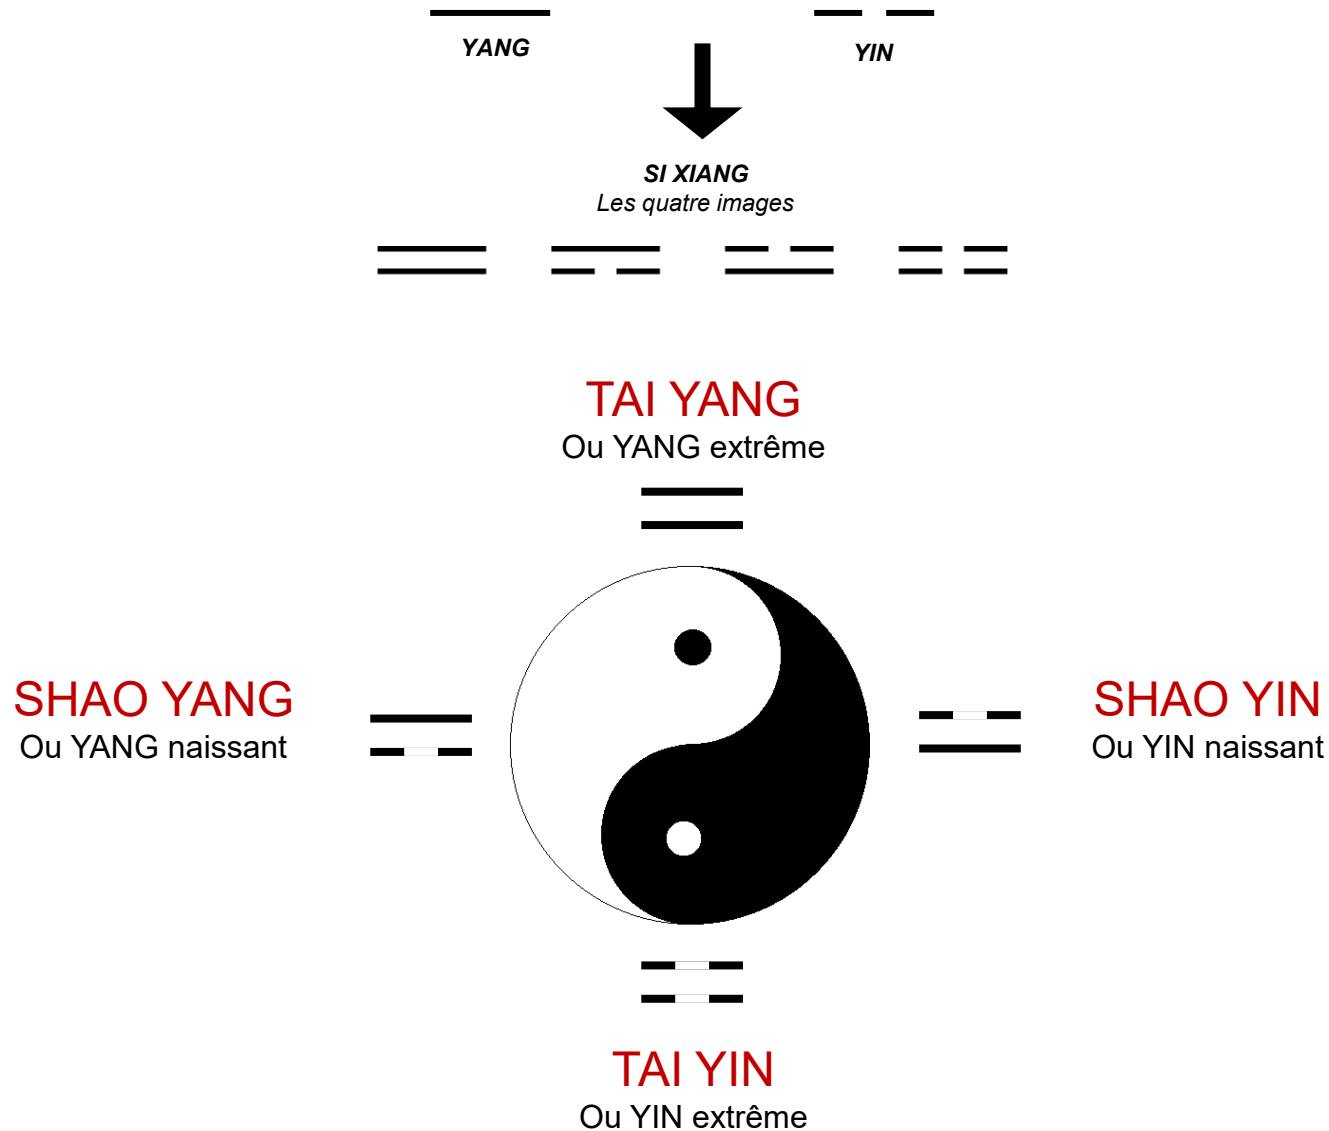 YANG
YIN
SI XIANG
Les quatre images
TAI YANG
Ou YANG extrême
SHAO YANG
Ou YANG naissant
SHAO YIN
Ou YIN naissant
TAI YIN
Ou YIN extrême